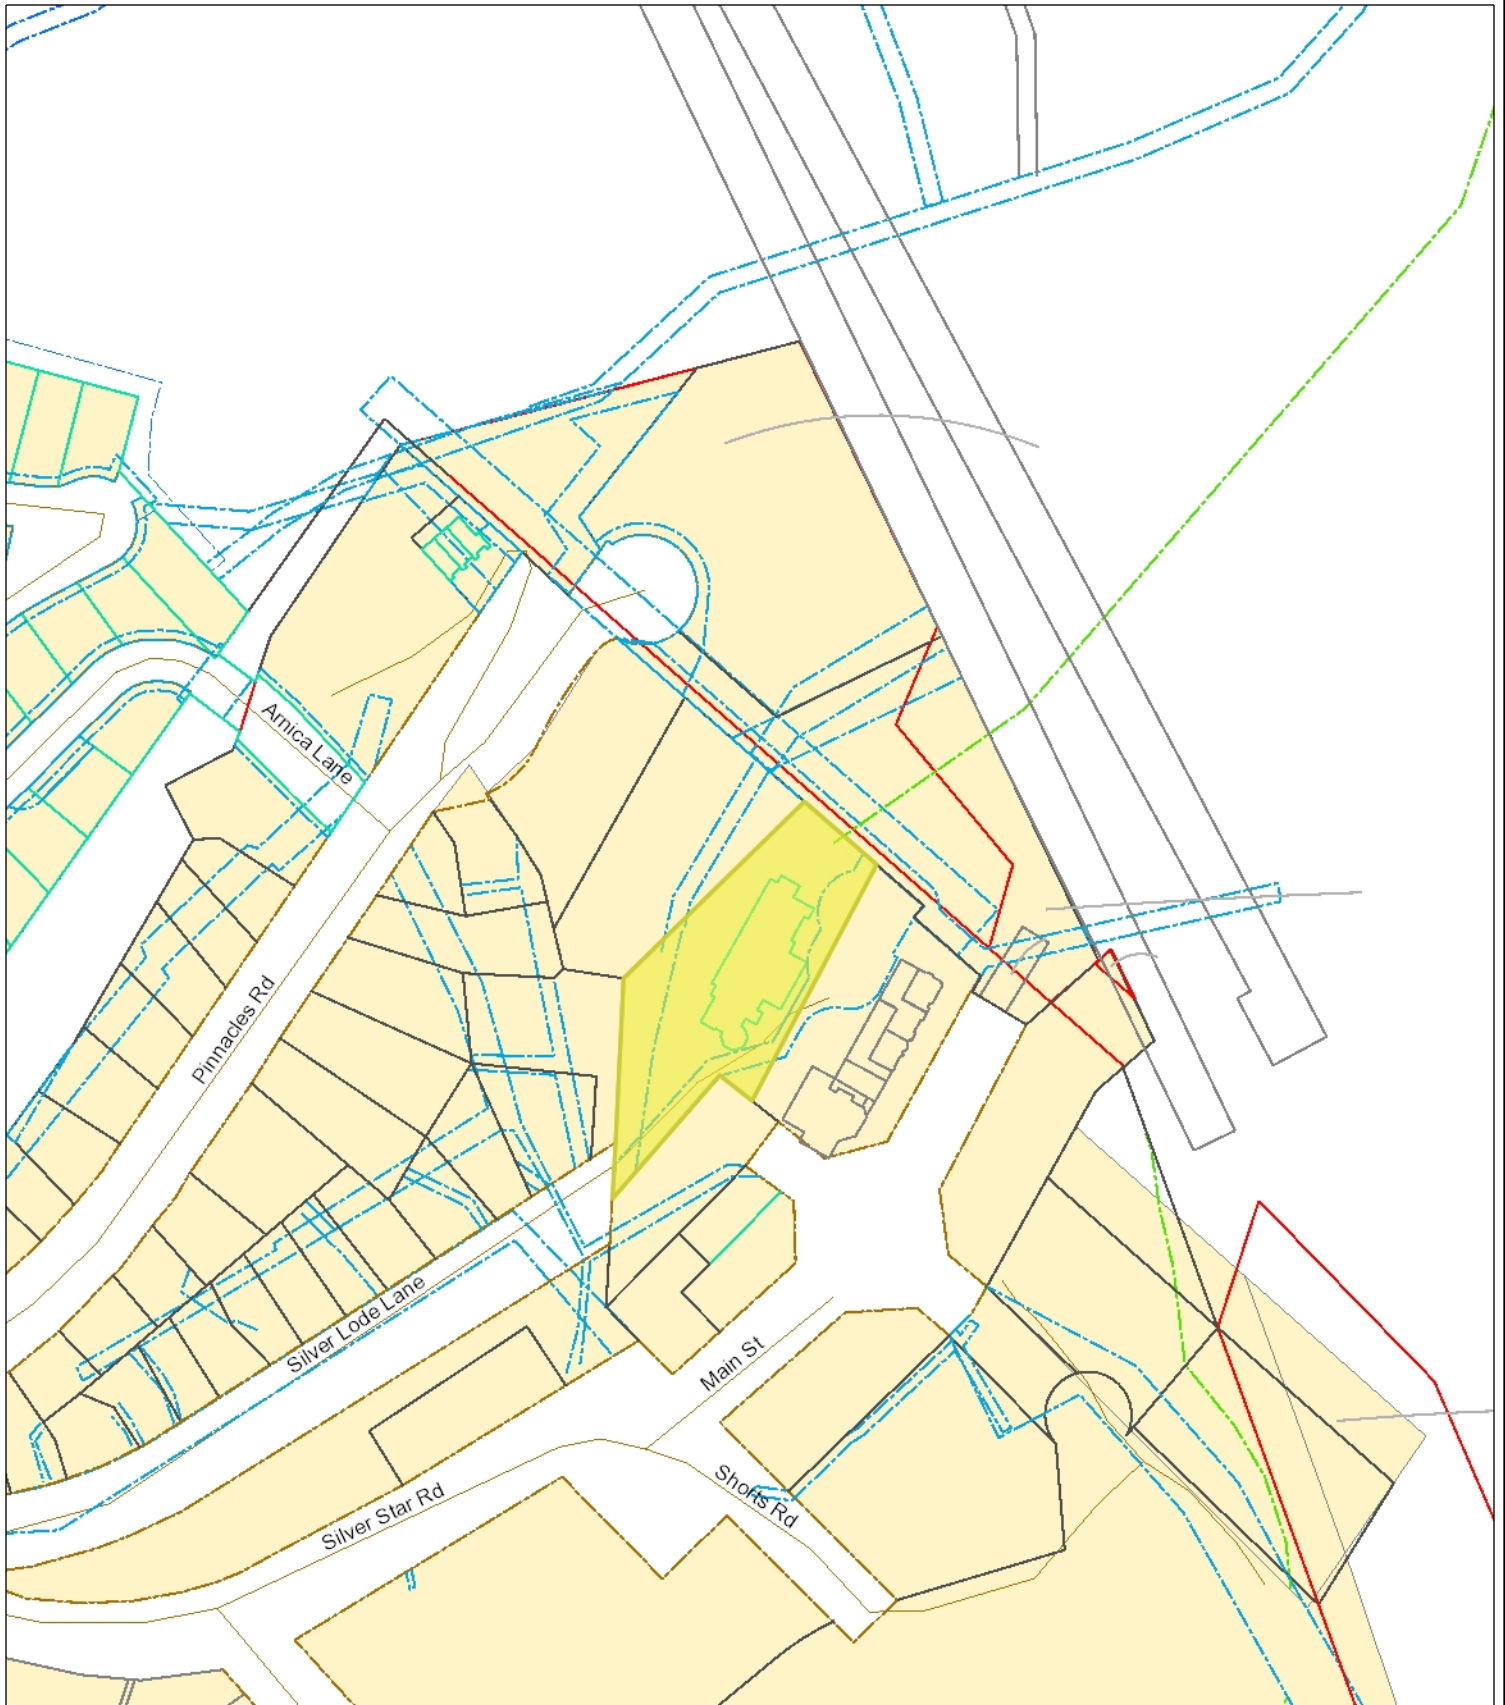 Arnica Lane
Pinnacles Rd
Silver Lode Lane
Main St
Shorts Rd
Silver Star Rd